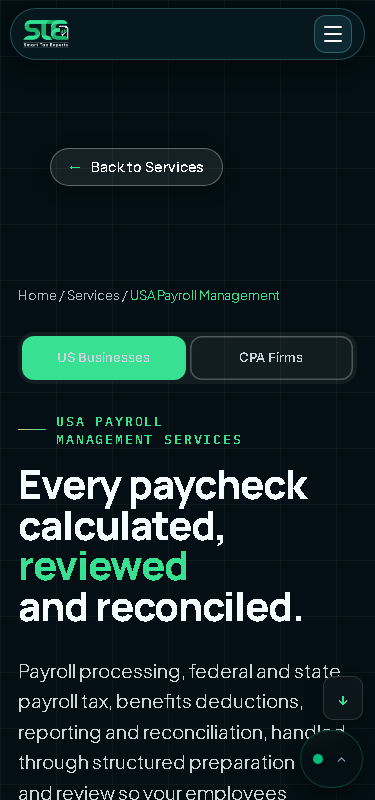 STE
Smart Tax Experts
← Back to Services
Home / Services / USA Payroll Management
US Businesses
CPA Firms
USA PAYROLL
MANAGEMENT SERVICES
Every paycheck
calculated,
reviewed
and reconciled.
Payroll processing, federal and state
payroll tax, benefits deductions,
reporting and reconciliation, handled
through structured preparation
and review so your employees